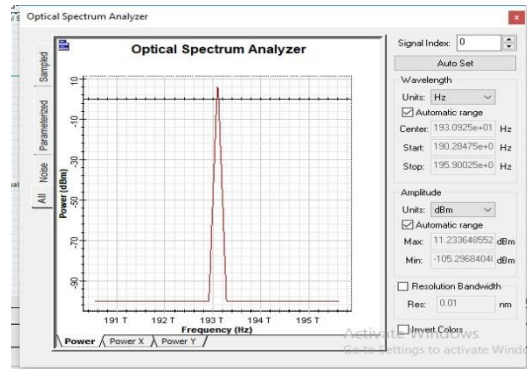 Optical Spectrum Analyzer
Optical Spectrum Analyzer
Sampled
Parameterized
Noise
All
Power (dBm)
10
-10
-30
-50
-70
-90
191 T 192 T 193 T 194 T 195 T
Frequency (Hz)
Power Power X Power Y
Signal Index: 0
Auto Set
Wavelength
Units: Hz
Automatic range
Center: 193.0925e+01 Hz
Start: 190.28475e+0 Hz
Stop: 195.90025e+0 Hz
Amplitude
Units: dBm
Automatic range
Max: 11.233648552 dBm
Min: -105.2968404 dBm
Resolution Bandwidth
Res: 0.01 nm
Invert Colors
Activate Windows
Go to Settings to activate Windo